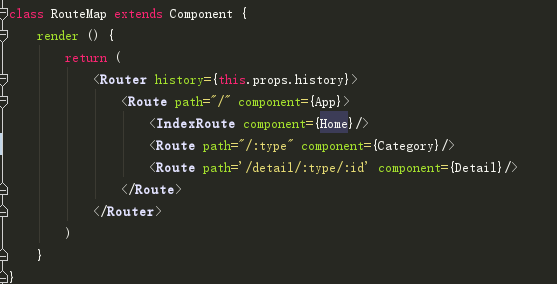 class RouteMap extends Component {
render () {
return (
<Router history={this.props.history}>
<Route path="/" component={App}>
<IndexRoute component={Home}/>
<Route path="/:type" component={Category}/>
<Route path='/detail/:type/:id' component={Detail}/>
</Route>
</Router>
)
}
}